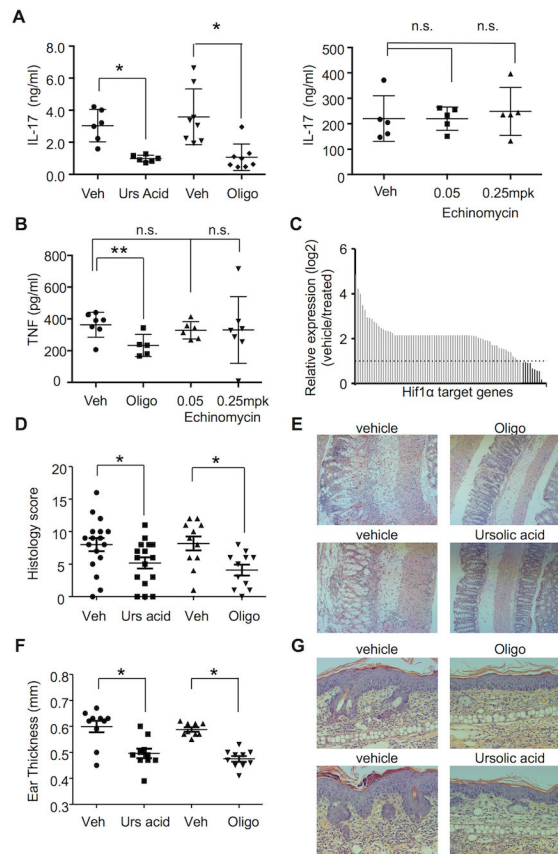 A
IL-17 (ng/ml)
8.0
6.0
4.0
2.0
0.0
*
*
Veh Urs Acid Veh Oligo
IL-17 (ng/ml)
500
400
300
200
100
0
n.s.
n.s.
Veh 0.05 0.25mpk
Echinomycin
B
TNF (pg/ml)
800
600
400
200
0
n.s. n.s.
**
Veh Oligo 0.05 0.25mpk
Echinomycin
C
Relative expression (log2)
(vehicle/treated)
6
4
2
0
Hif1α target genes
D
Histology score
20
15
10
5
0
*
*
Veh Urs acid Veh Oligo
E
vehicle Oligo
vehicle Ursolic acid
F
Ear Thickness (mm)
0.8
0.7
0.6
0.5
0.4
0.3
*
*
Veh Urs acid Veh Oligo
G
vehicle Oligo
vehicle Ursolic acid